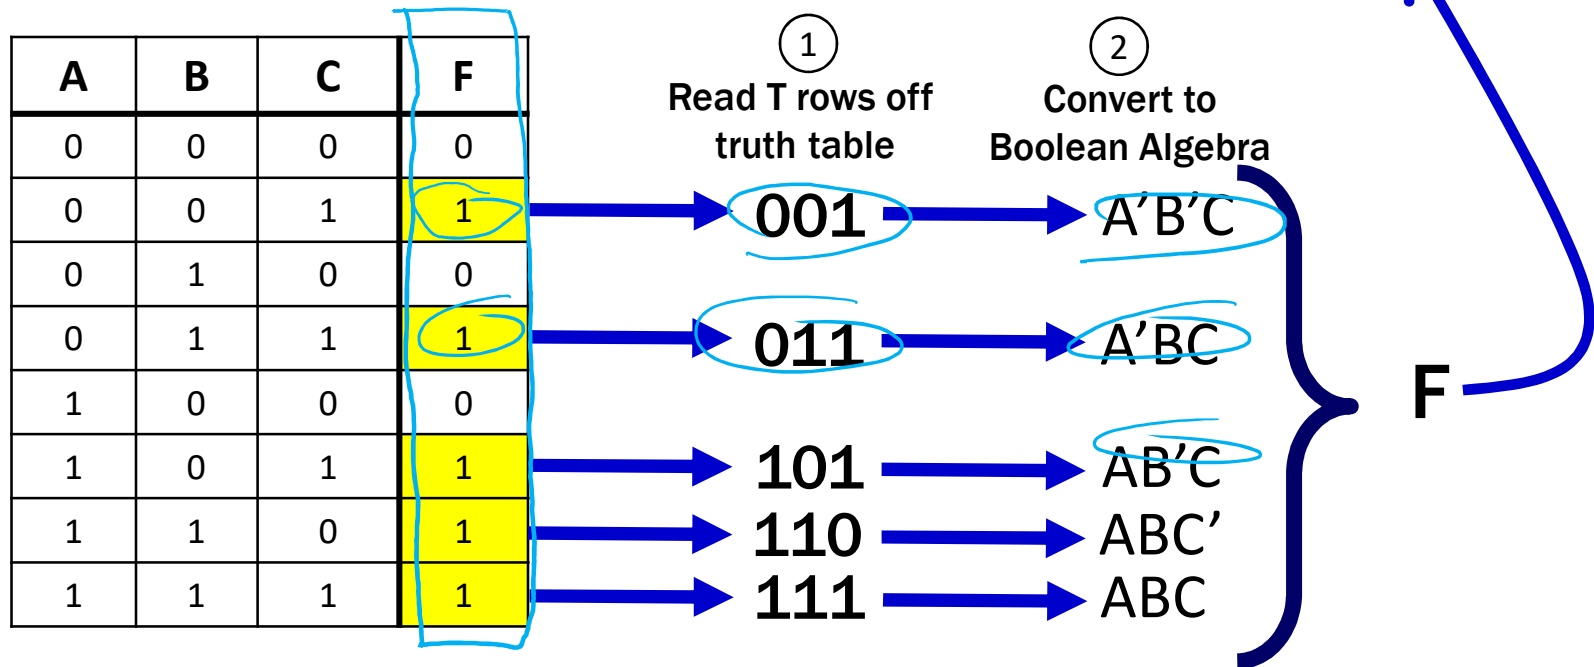 1 2
Read T rows off Convert to
truth table Boolean Algebra
A B C F
0 0 0 0
0 0 1 1 001 A’B’C
0 1 0 0
0 1 1 1 011 A’BC
1 0 0 0
F
1 0 1 1 101 AB’C
1 1 0 1 110 ABC’
1 1 1 1 111 ABC